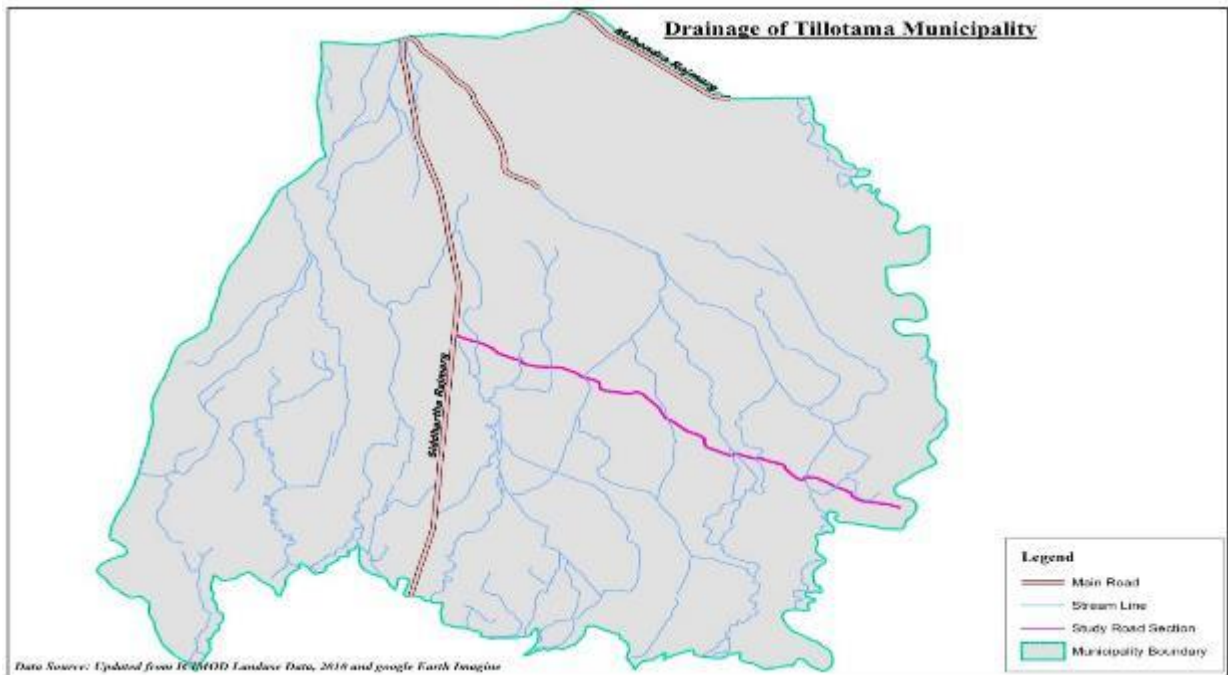 Drainage of Tillotama Municipality
Mahendra Rajmarg
Siddhartha Rajmarg
Legend
Main Road
Stream Line
Study Road Section
Municipality Boundary
Data Source: Updated from ICIMOD Landuse Data, 2010 and google Earth Imagine